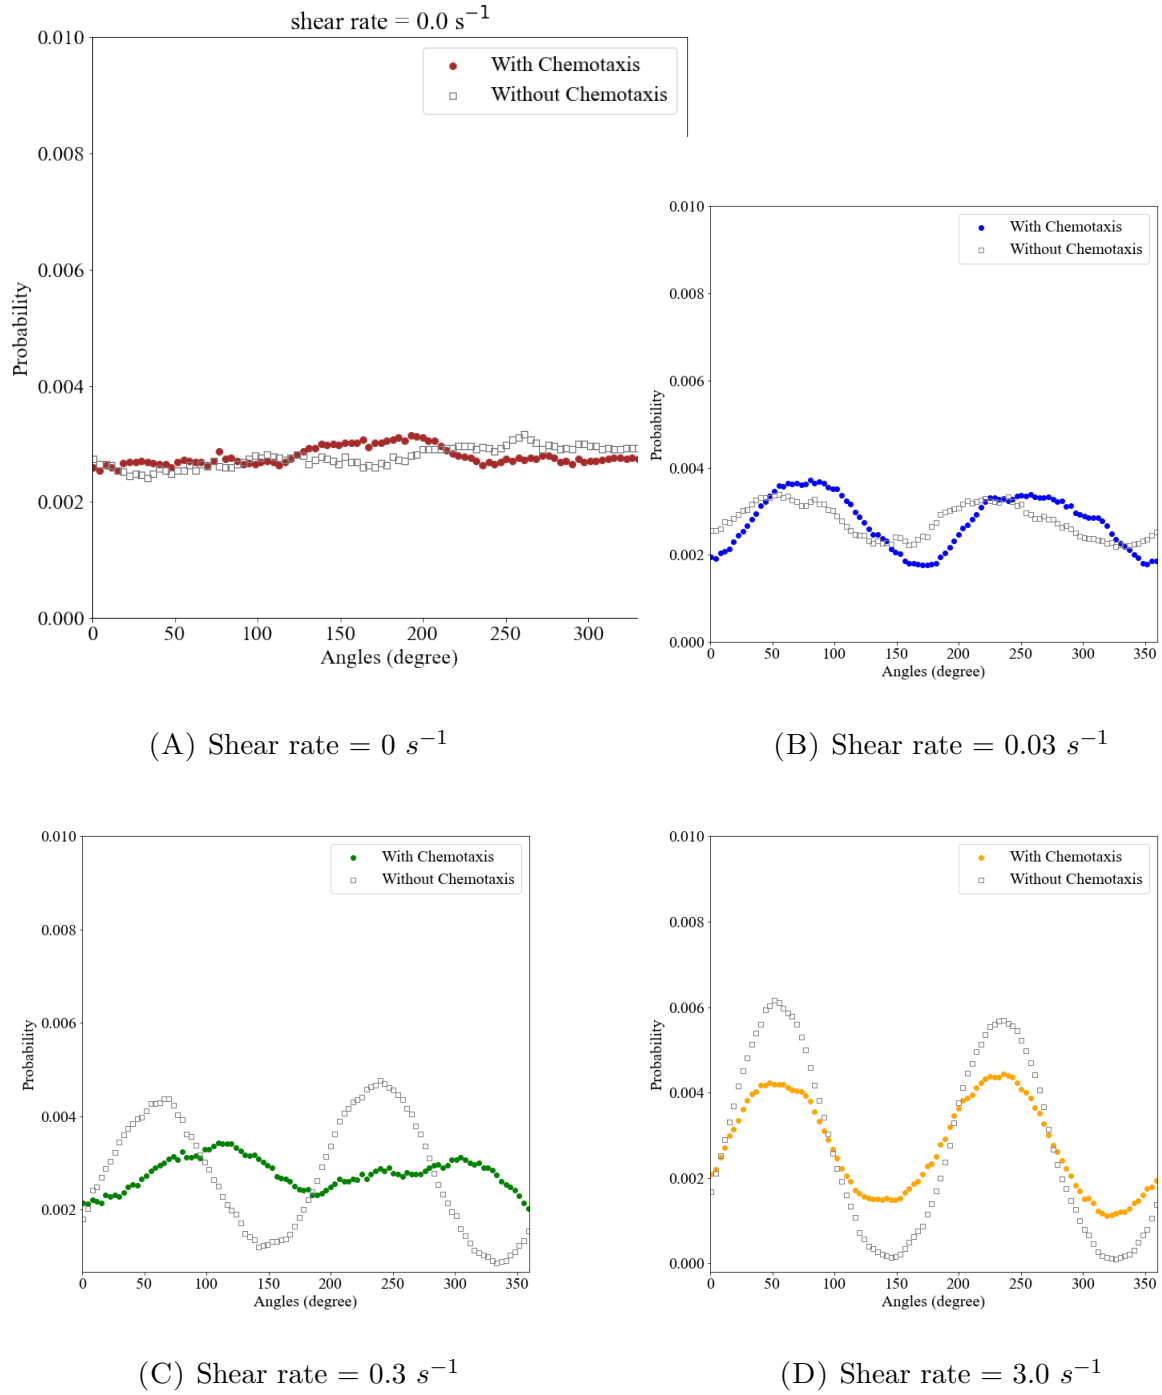 shear rate = 0.0 s⁻¹
0.010
0.008
0.006
0.004
0.002
0.000
Probability
With Chemotaxis
Without Chemotaxis
0 50 100 150 200 250 300
Angles (degree)
(A) Shear rate = 0 s⁻¹
0.010
0.008
0.006
0.004
0.002
0.000
Probability
With Chemotaxis
Without Chemotaxis
0 50 100 150 200 250 300 350
Angles (degree)
(B) Shear rate = 0.03 s⁻¹
0.010
0.008
0.006
0.004
0.002
Probability
With Chemotaxis
Without Chemotaxis
0 50 100 150 200 250 300 350
Angles (degree)
(C) Shear rate = 0.3 s⁻¹
0.010
0.008
0.006
0.004
0.002
0.000
Probability
With Chemotaxis
Without Chemotaxis
0 50 100 150 200 250 300 350
Angles (degree)
(D) Shear rate = 3.0 s⁻¹